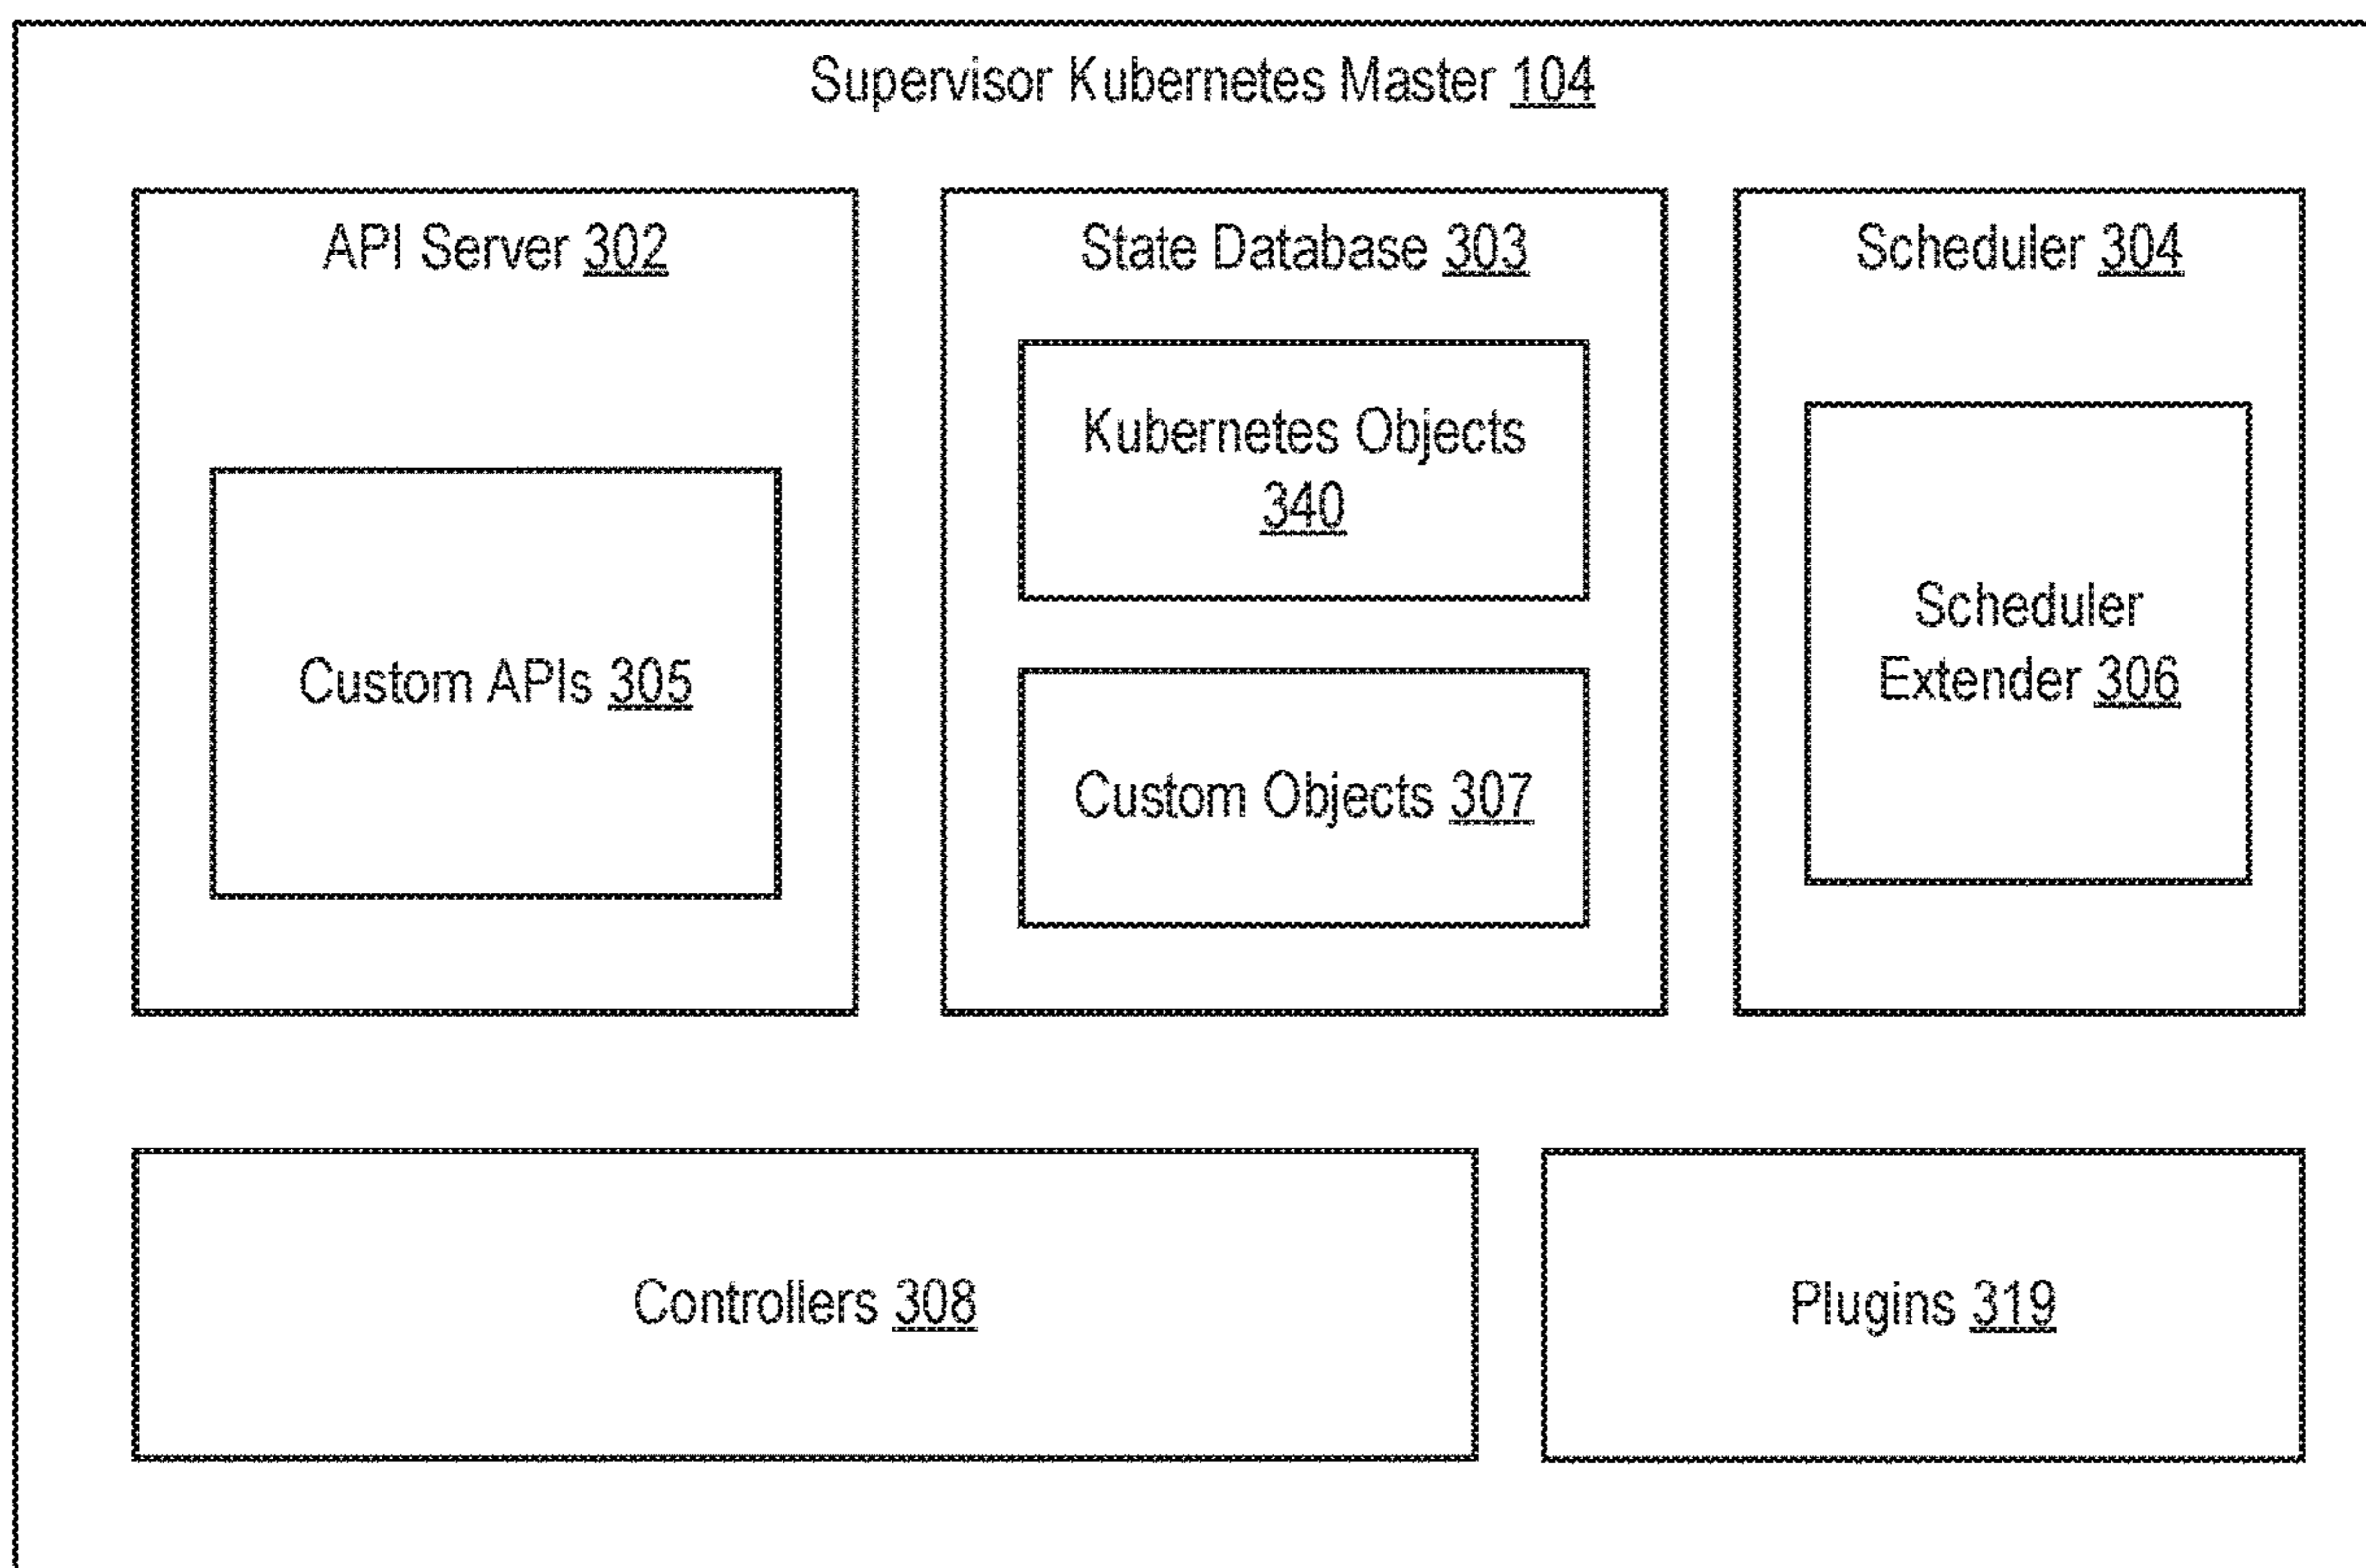 Supervisor Kubernetes Master 104
API Server 302
State Database 303
Scheduler 304
Kubernetes Objects
340
Custom APIs 305
Custom Objects 307
Scheduler
Extender 306
Controllers 308
Plugins 319